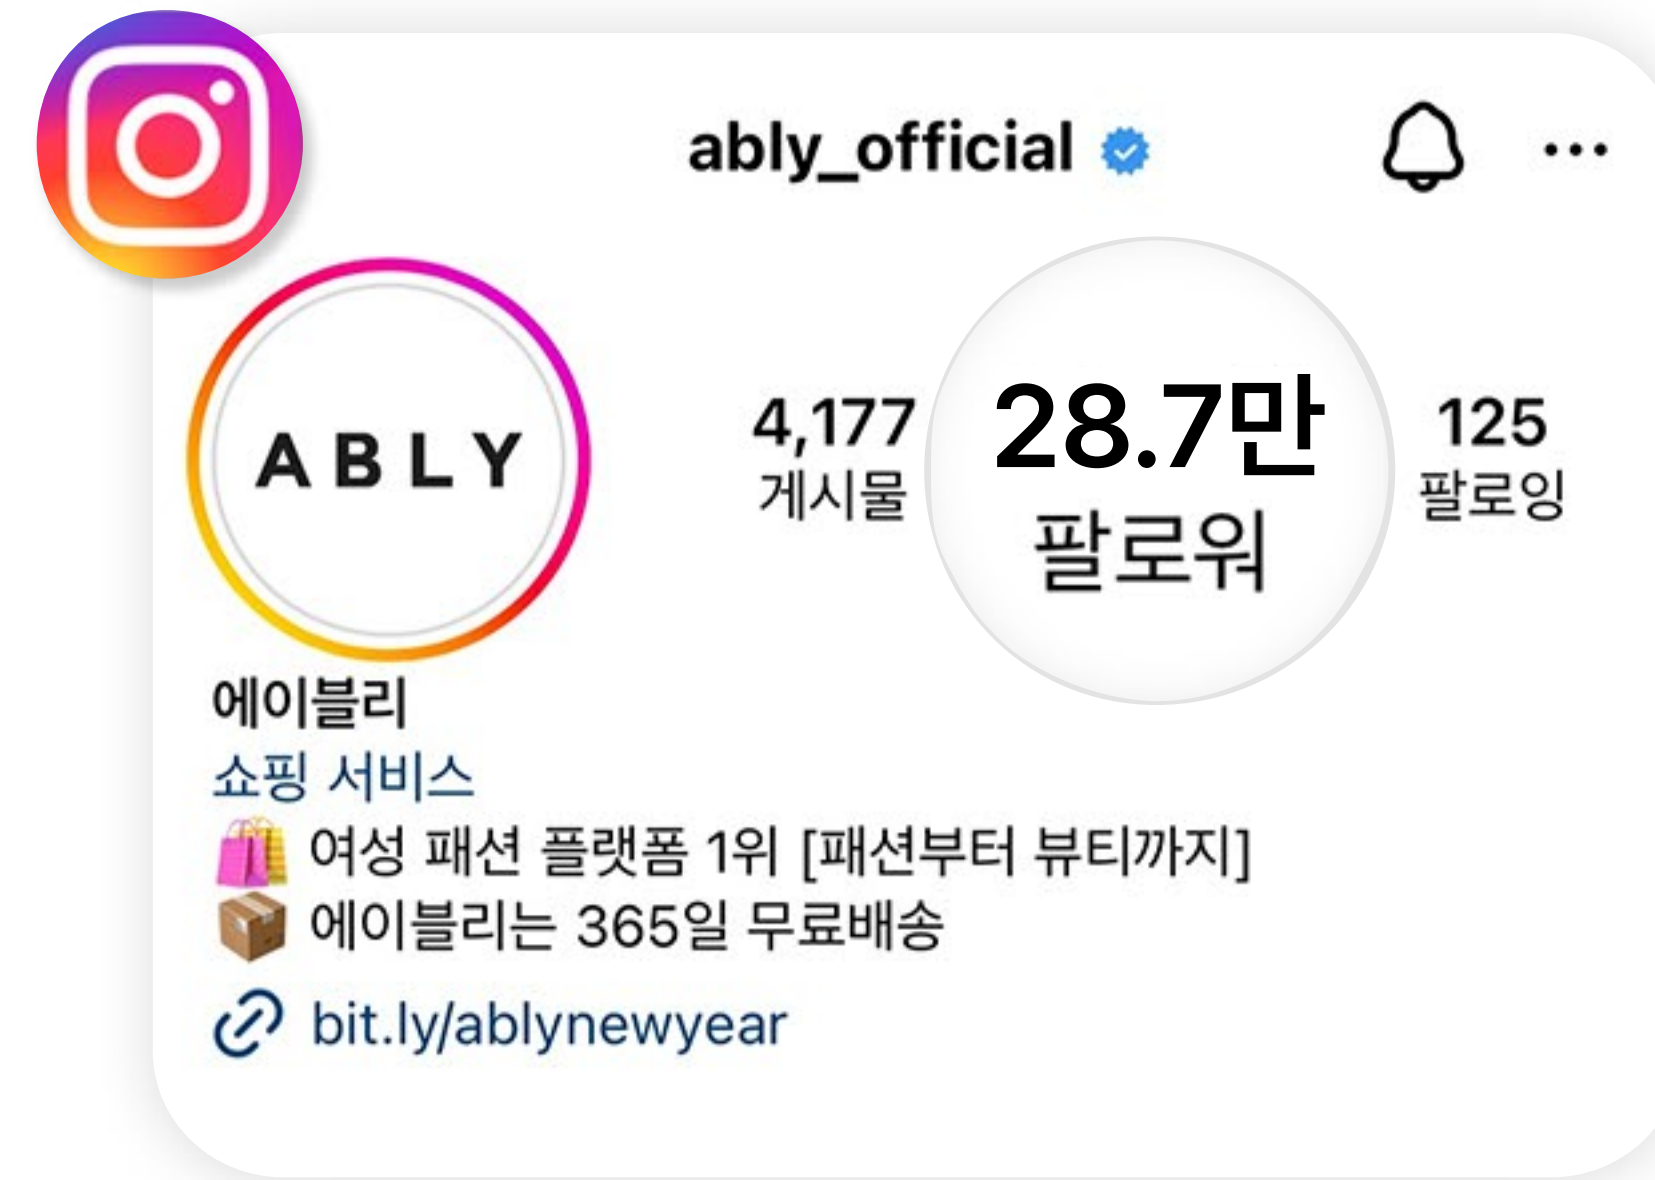 ably_official
ABLY
4,177
게시물
28.7만
팔로워
125
팔로잉
에이블리
쇼핑 서비스
🛍️ 여성 패션 플랫폼 1위 [패션부터 뷰티까지]
📦 에이블리는 365일 무료배송
bit.ly/ablynewyear